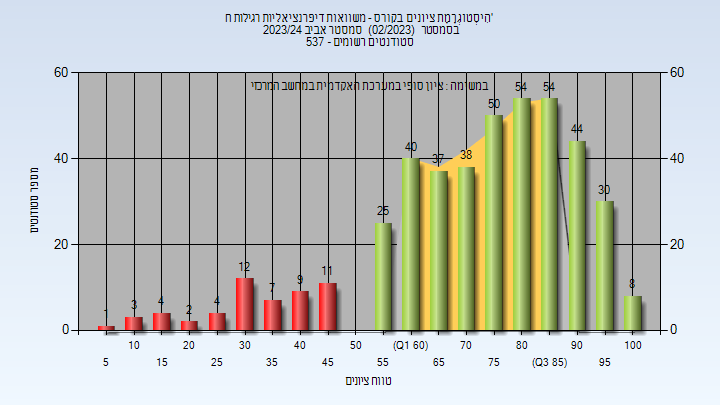 היסטוגרמת ציונים בקורס - משוואות דיפרנציאליות רגילות ח'
בסמסטר (02/2023) סמסטר אביב 2023/24
סטודנטים רשומים - 537
במשימה : ציון סופי במערכת האקדמית במחשב המרכזי
מספר סטודנטים
60 60
40 40
20 20
0 0
1 3 4 2 4 12 7 9 11 25 40 37 38 50 54 54 44 30 8
10 20 30 40 50 (Q1 60) 70 80 90 100
5 15 25 35 45 55 65 75 (Q3 85) 95
טווח ציונים